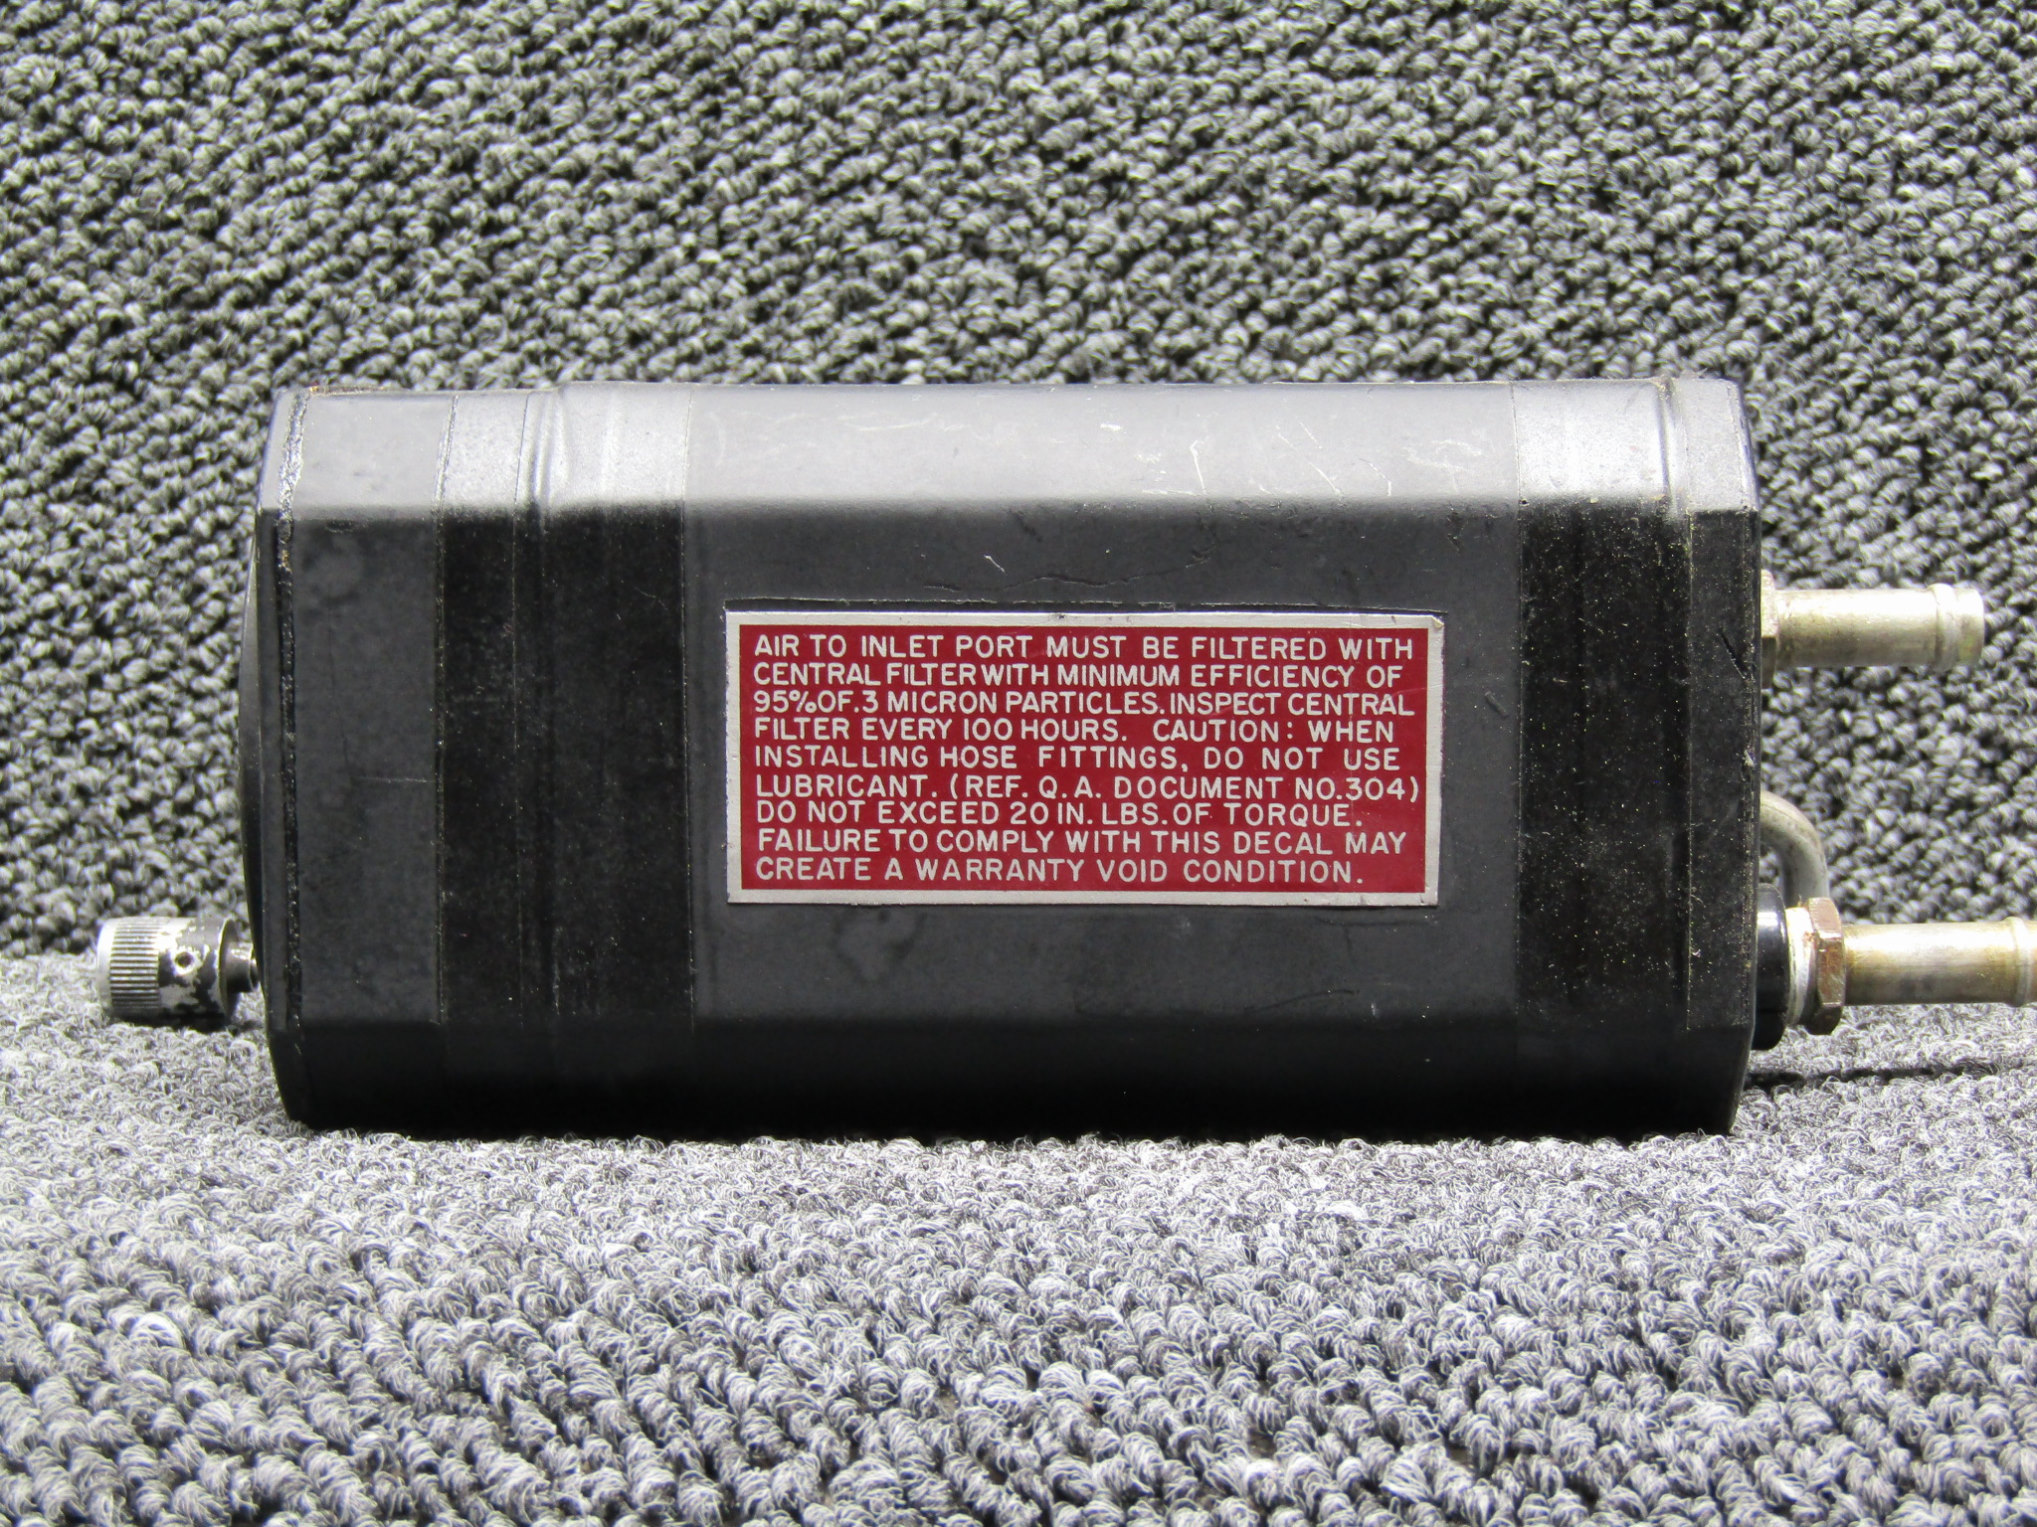 AIR TO INLET PORT MUST BE FILTERED WITH
CENTRAL FILTER WITH MINIMUM EFFICIENCY OF
95% OF .3 MICRON PARTICLES. INSPECT CENTRAL
FILTER EVERY 100 HOURS. CAUTION: WHEN
INSTALLING HOSE FITTINGS, DO NOT USE
LUBRICANT. (REF. Q. A. DOCUMENT NO.304)
DO NOT EXCEED 20 IN. LBS. OF TORQUE.
FAILURE TO COMPLY WITH THIS DECAL MAY
CREATE A WARRANTY VOID CONDITION.